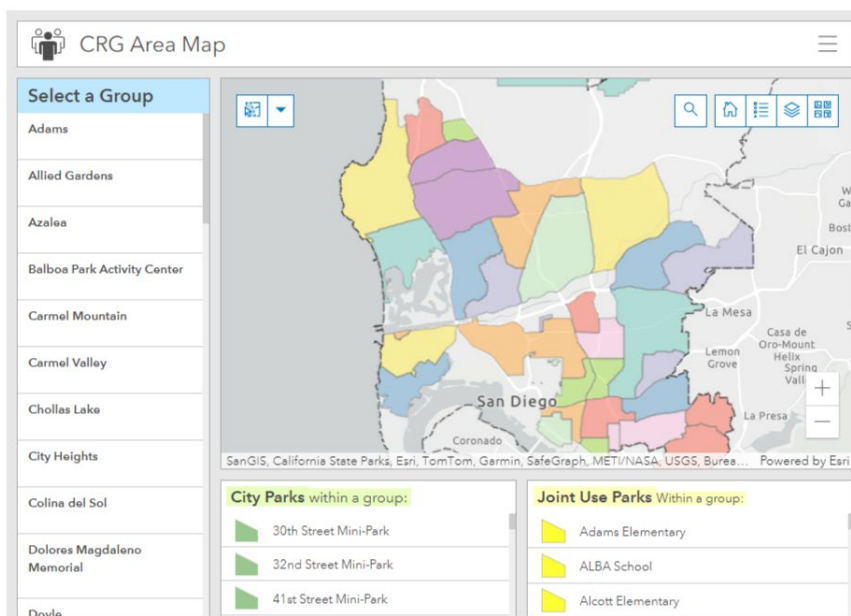 CRG Area Map
Select a Group
Adams
Allied Gardens
Azalea
Balboa Park Activity Center
Carmel Mountain
Carmel Valley
Chollas Lake
City Heights
Colina del Sol
Dolores Magdaleno
Memorial
Doyle
El Cajon
La Mesa
Casa de
Oro-Mount
Helix
Lemon
Grove
Spring
La Presa
San Diego
Coronado
SanGIS, California State Parks, Esri, TomTom, Garmin, SafeGraph, METI/NASA, USGS, Burea... Powered by Esri
City Parks within a group:
30th Street Mini-Park
32nd Street Mini-Park
41st Street Mini-Park
Joint Use Parks Within a group:
Adams Elementary
ALBA School
Alcott Elementary